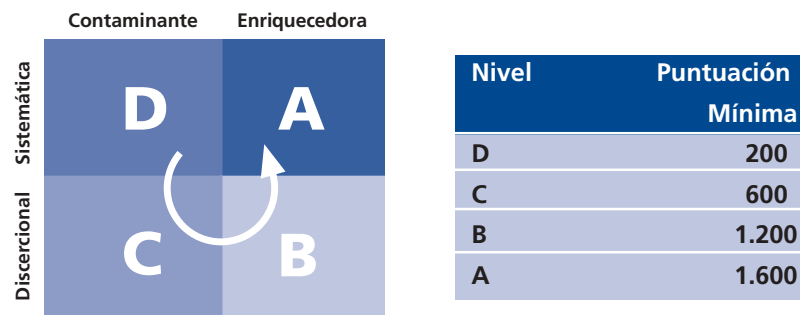 Contaminante Enriquecedora
Sistemática
D A
Discercional
C B
Nivel Puntuación
Mínima
D 200
C 600
B 1.200
A 1.600